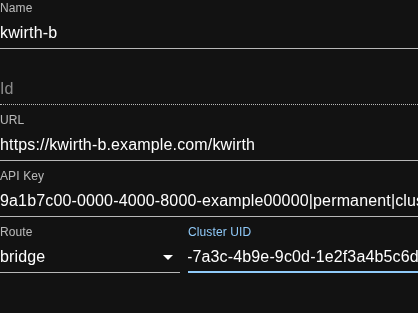 Name
kwirth-b
Id
URL
https://kwirth-b.example.com/kwirth
API Key
9a1b7c00-0000-4000-8000-example00000|permanent|clus
Route Cluster UID
bridge -7a3c-4b9e-9c0d-1e2f3a4b5c6d